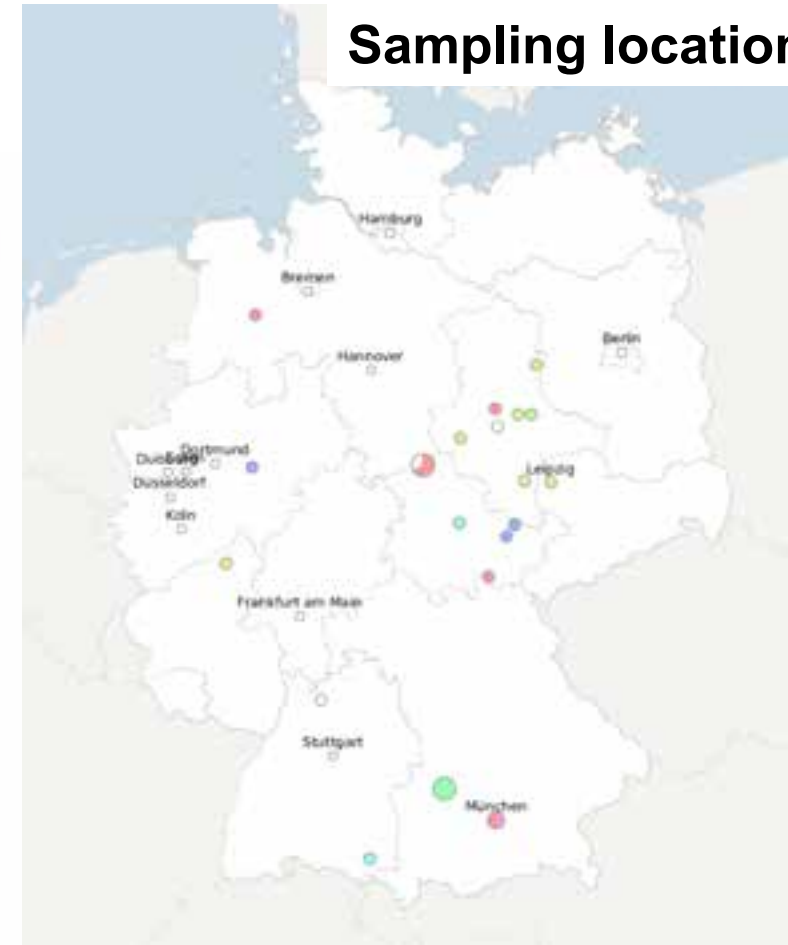 Sampling location
Hamburg
Bremen
Berlin
Hannover
Dortmund
Leipzig
Düsseldorf
Köln
Frankfurt am Main
Stuttgart
München